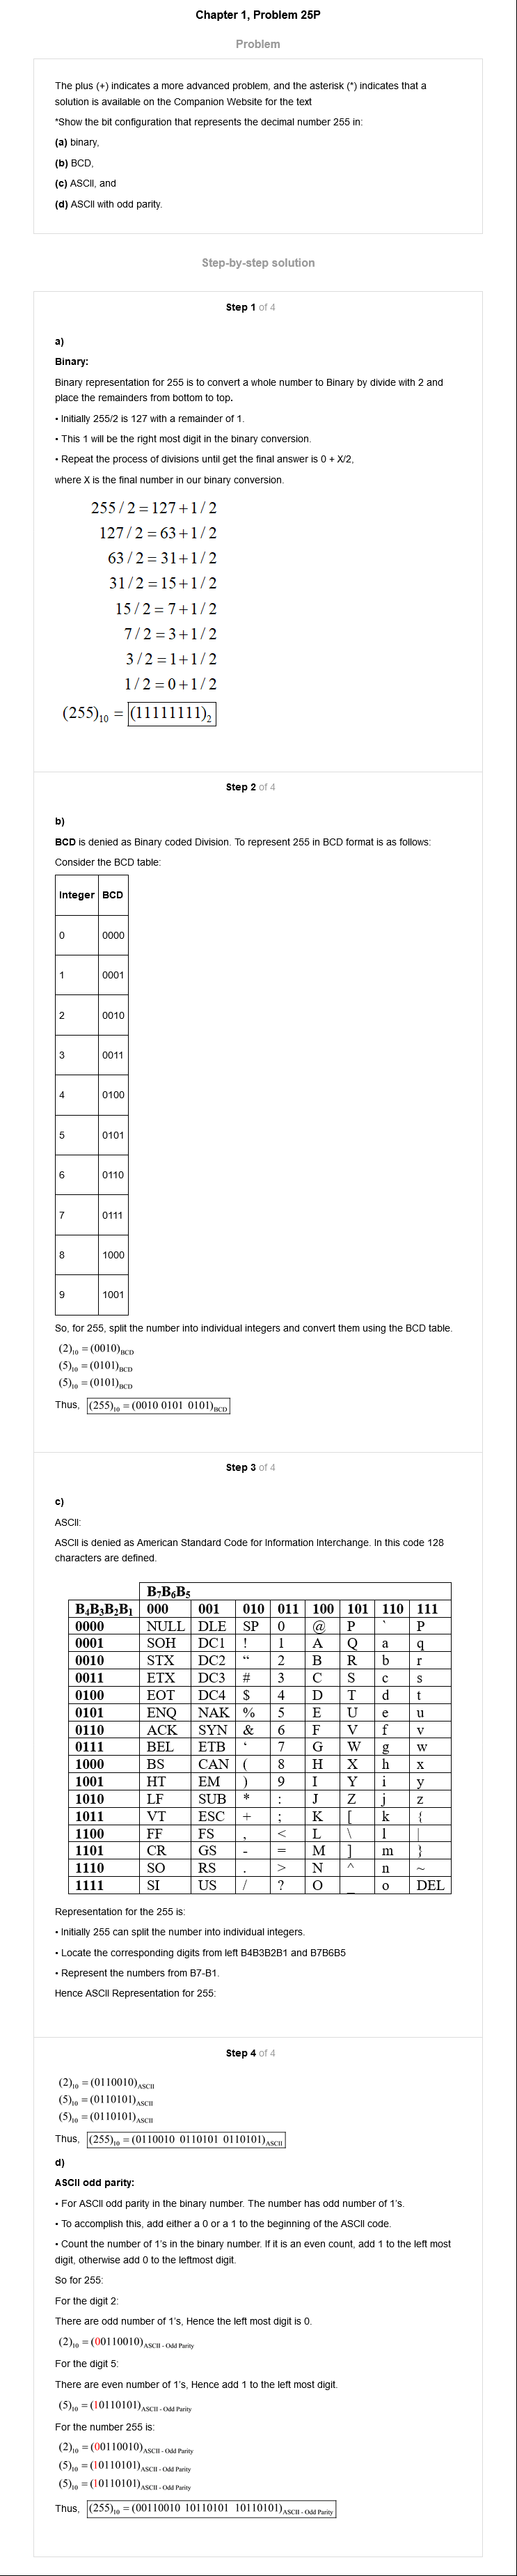 Chapter 1, Problem 25P
Problem
The plus (+) indicates a more advanced problem, and the asterisk (*) indicates that a
solution is available on the Companion Website for the text
*Show the bit configuration that represents the decimal number 255 in:
(a) binary,
(b) BCD,
(c) ASCII, and
(d) ASCII with odd parity.
Step-by-step solution
Step 1 of 4
a)
Binary:
Binary representation for 255 is to convert a whole number to Binary by divide with 2 and
place the remainders from bottom to top.
• Initially 255/2 is 127 with a remainder of 1.
• This 1 will be the right most digit in the binary conversion.
• Repeat the process of divisions until get the final answer is 0 + X/2,
where X is the final number in our binary conversion.
255 / 2 = 127 + 1 / 2
127 / 2 = 63 + 1 / 2
63 / 2 = 31 + 1 / 2
31 / 2 = 15 + 1 / 2
15 / 2 = 7 + 1 / 2
7 / 2 = 3 + 1 / 2
3 / 2 = 1 + 1 / 2
1 / 2 = 0 + 1 / 2
(255)₁₀ = (11111111)₂
Step 2 of 4
b)
BCD is denied as Binary coded Division. To represent 255 in BCD format is as follows:
Consider the BCD table:
Integer BCD
0 0000
1 0001
2 0010
3 0011
4 0100
5 0101
6 0110
7 0111
8 1000
9 1001
So, for 255, split the number into individual integers and convert them using the BCD table.
(2)₁₀ = (0010)BCD
(5)₁₀ = (0101)BCD
(5)₁₀ = (0101)BCD
Thus, (255)₁₀ = (0010 0101 0101)BCD
Step 3 of 4
c)
ASCII:
ASCII is denied as American Standard Code for Information Interchange. In this code 128
characters are defined.
B₇B₆B₅
B₄B₃B₂B₁ 000 001 010 011 100 101 110 111
0000 NULL DLE SP 0 @ P ` P
0001 SOH DC1 ! 1 A Q a q
0010 STX DC2 “ 2 B R b r
0011 ETX DC3 # 3 C S c s
0100 EOT DC4 $ 4 D T d t
0101 ENQ NAK % 5 E U e u
0110 ACK SYN & 6 F V f v
0111 BEL ETB ‘ 7 G W g w
1000 BS CAN ( 8 H X h x
1001 HT EM ) 9 I Y i y
1010 LF SUB * : J Z j z
1011 VT ESC + ; K [ k {
1100 FF FS , < L \ l |
1101 CR GS - = M ] m }
1110 SO RS . > N ^ n ~
1111 SI US / ? O _ o DEL
Representation for the 255 is:
• Initially 255 can split the number into individual integers.
• Locate the corresponding digits from left B4B3B2B1 and B7B6B5
• Represent the numbers from B7-B1.
Hence ASCII Representation for 255:
Step 4 of 4
(2)₁₀ = (0110010)ASCII
(5)₁₀ = (0110101)ASCII
(5)₁₀ = (0110101)ASCII
Thus, (255)₁₀ = (0110010 0110101 0110101)ASCII
d)
ASCII odd parity:
• For ASCII odd parity in the binary number. The number has odd number of 1's.
• To accomplish this, add either a 0 or a 1 to the beginning of the ASCII code.
• Count the number of 1's in the binary number. If it is an even count, add 1 to the left most
digit, otherwise add 0 to the leftmost digit.
So for 255:
For the digit 2:
There are odd number of 1's, Hence the left most digit is 0.
(2)₁₀ = (00110010)ASCII - Odd Parity
For the digit 5:
There are even number of 1's, Hence add 1 to the left most digit.
(5)₁₀ = (10110101)ASCII - Odd Parity
For the number 255 is:
(2)₁₀ = (00110010)ASCII - Odd Parity
(5)₁₀ = (10110101)ASCII - Odd Parity
(5)₁₀ = (10110101)ASCII - Odd Parity
Thus, (255)₁₀ = (00110010 10110101 10110101)ASCII - Odd Parity